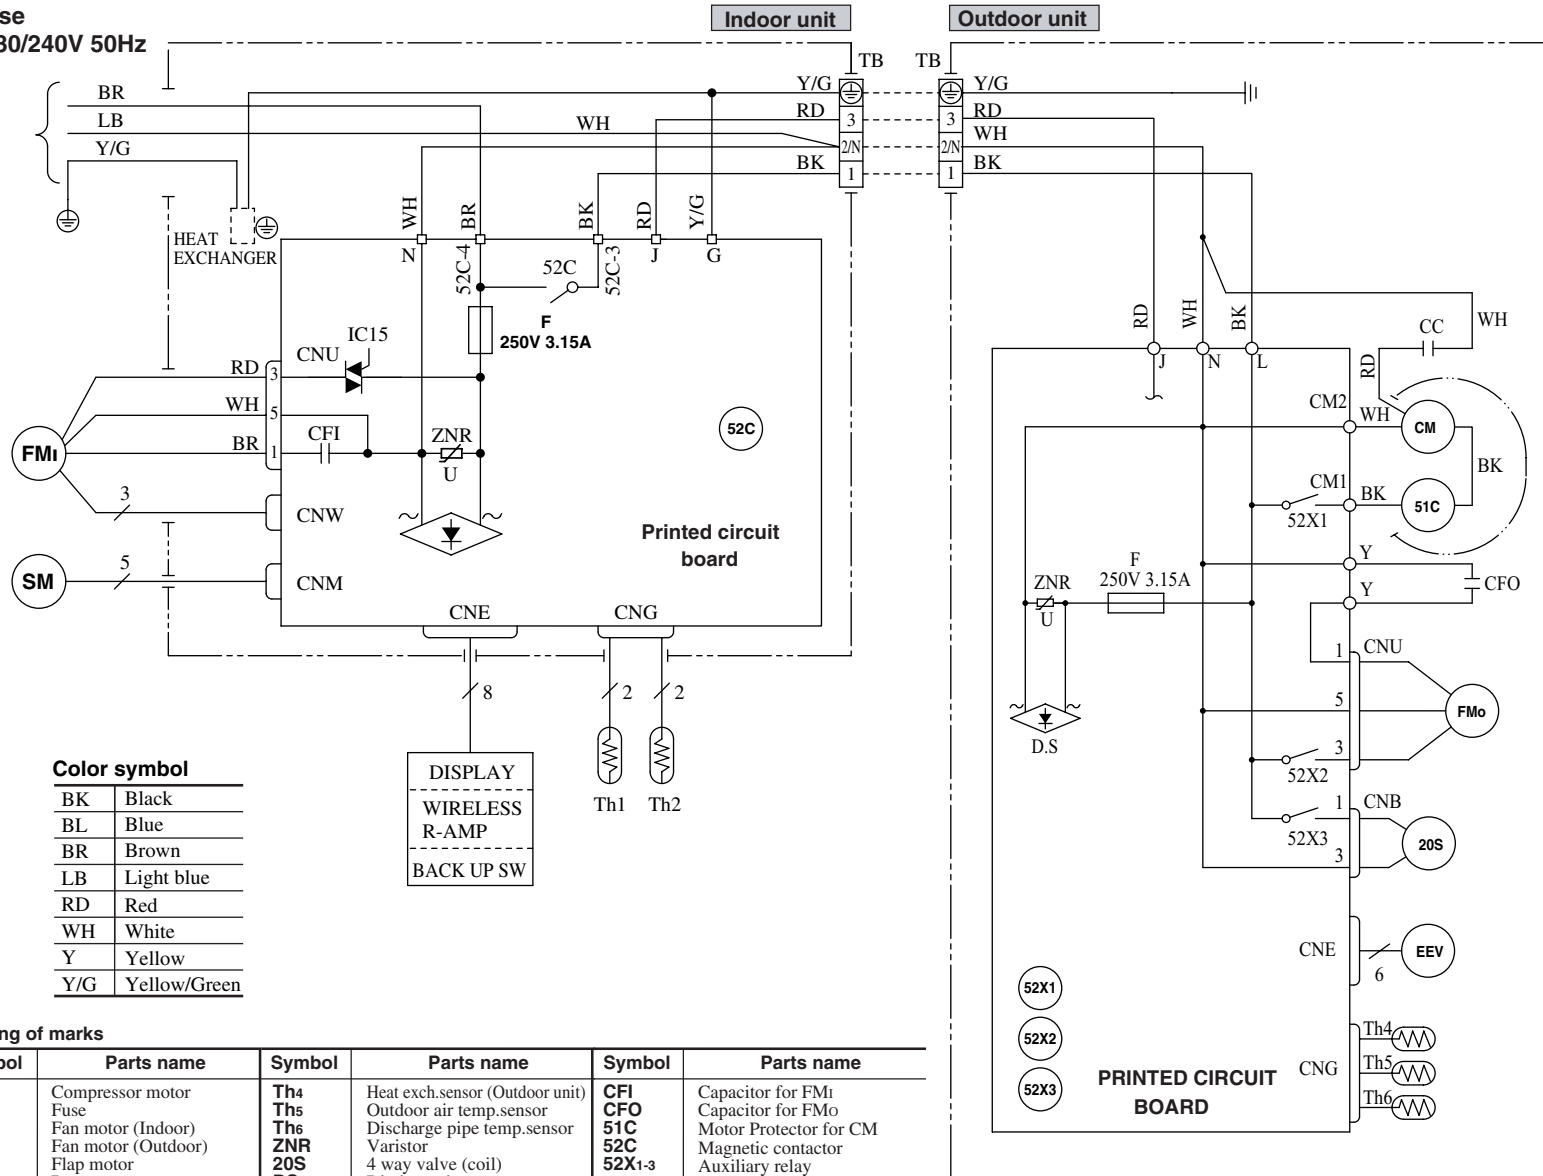 se
30/240V 50Hz
Indoor unit
Outdoor unit
TB
TB
BR
LB
Y/G
WH
Y/G
RD
BK
3
2/N
1
3
2/N
1
Y/G
RD
WH
BK
HEAT
EXCHANGER
WH
BR
BK
RD
Y/G
N
52C-4
52C-3
J
G
52C
F
250V 3.15A
IC15
CNU
RD
3
WH
5
BR
1
CFI
ZNR
U
52C
FMI
3
CNW
SM
5
CNM
Printed circuit
board
CNE
CNG
8
2
2
DISPLAY
WIRELESS
R-AMP
BACK UP SW
Th1
Th2
RD
WH
BK
J
N
L
CC
WH
RD
CM2
WH
CM
BK
CM1
BK
51C
52X1
Y
Y
CFO
F
250V 3.15A
ZNR
U
D.S
1
CNU
5
3
FMo
52X2
1
CNB
52X3
3
20S
CNE
6
EEV
52X1
52X2
52X3
PRINTED CIRCUIT
BOARD
CNG
Th4
Th5
Th6
Color symbol
BK Black
BL Blue
BR Brown
LB Light blue
RD Red
WH White
Y Yellow
Y/G Yellow/Green
ng of marks
bol Parts name Symbol Parts name Symbol Parts name
Compressor motor Th4 Heat exch.sensor (Outdoor unit) CFI Capacitor for FMI
Fuse Th5 Outdoor air temp.sensor CFO Capacitor for FMO
Fan motor (Indoor) Th6 Discharge pipe temp.sensor 51C Motor Protector for CM
Fan motor (Outdoor) ZNR Varistor 52C Magnetic contactor
Flap motor 20S 4 way valve (coil) 52X1-3 Auxiliary relay